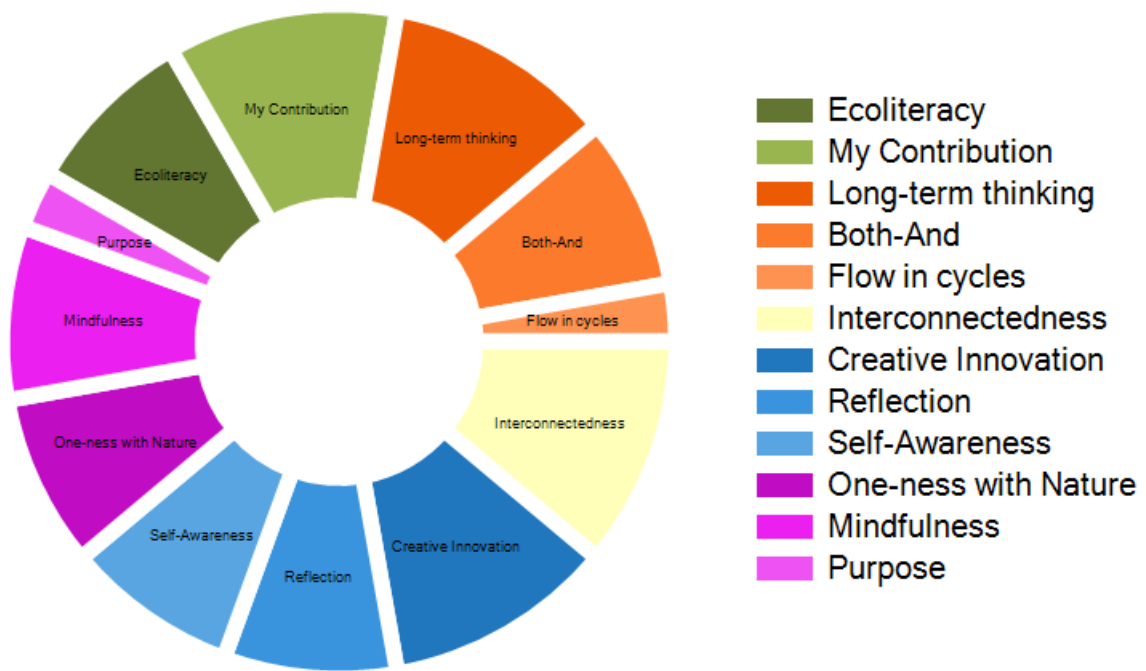 My Contribution
Long-term thinking
Ecoliteracy
Both-And
Purpose
Mindfulness
Flow in cycles
Interconnectedness
One-ness with Nature
Self-Awareness
Creative Innovation
Reflection
Ecoliteracy
My Contribution
Long-term thinking
Both-And
Flow in cycles
Interconnectedness
Creative Innovation
Reflection
Self-Awareness
One-ness with Nature
Mindfulness
Purpose